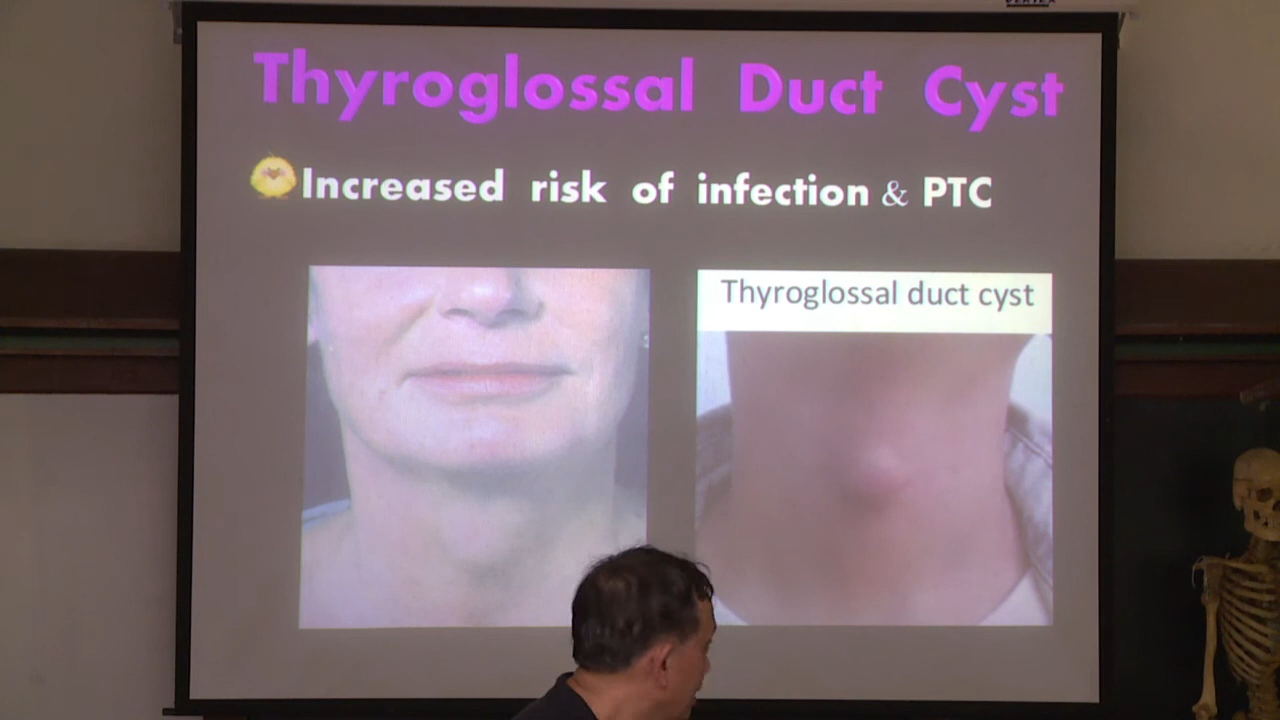 Thyroglossal Duct Cyst
Increased risk of infection & PTC
Thyroglossal duct cyst